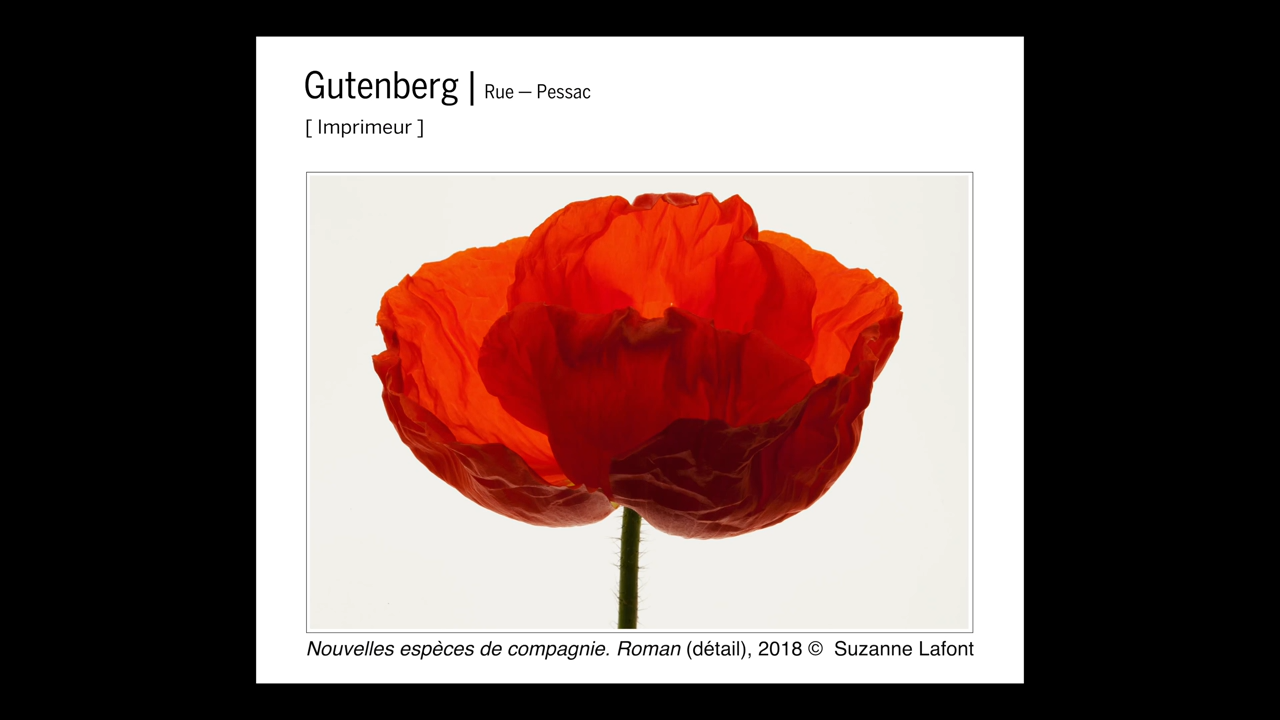 Gutenberg | Rue — Pessac
[ Imprimeur ]
Nouvelles espèces de compagnie. Roman (détail), 2018 © Suzanne Lafont